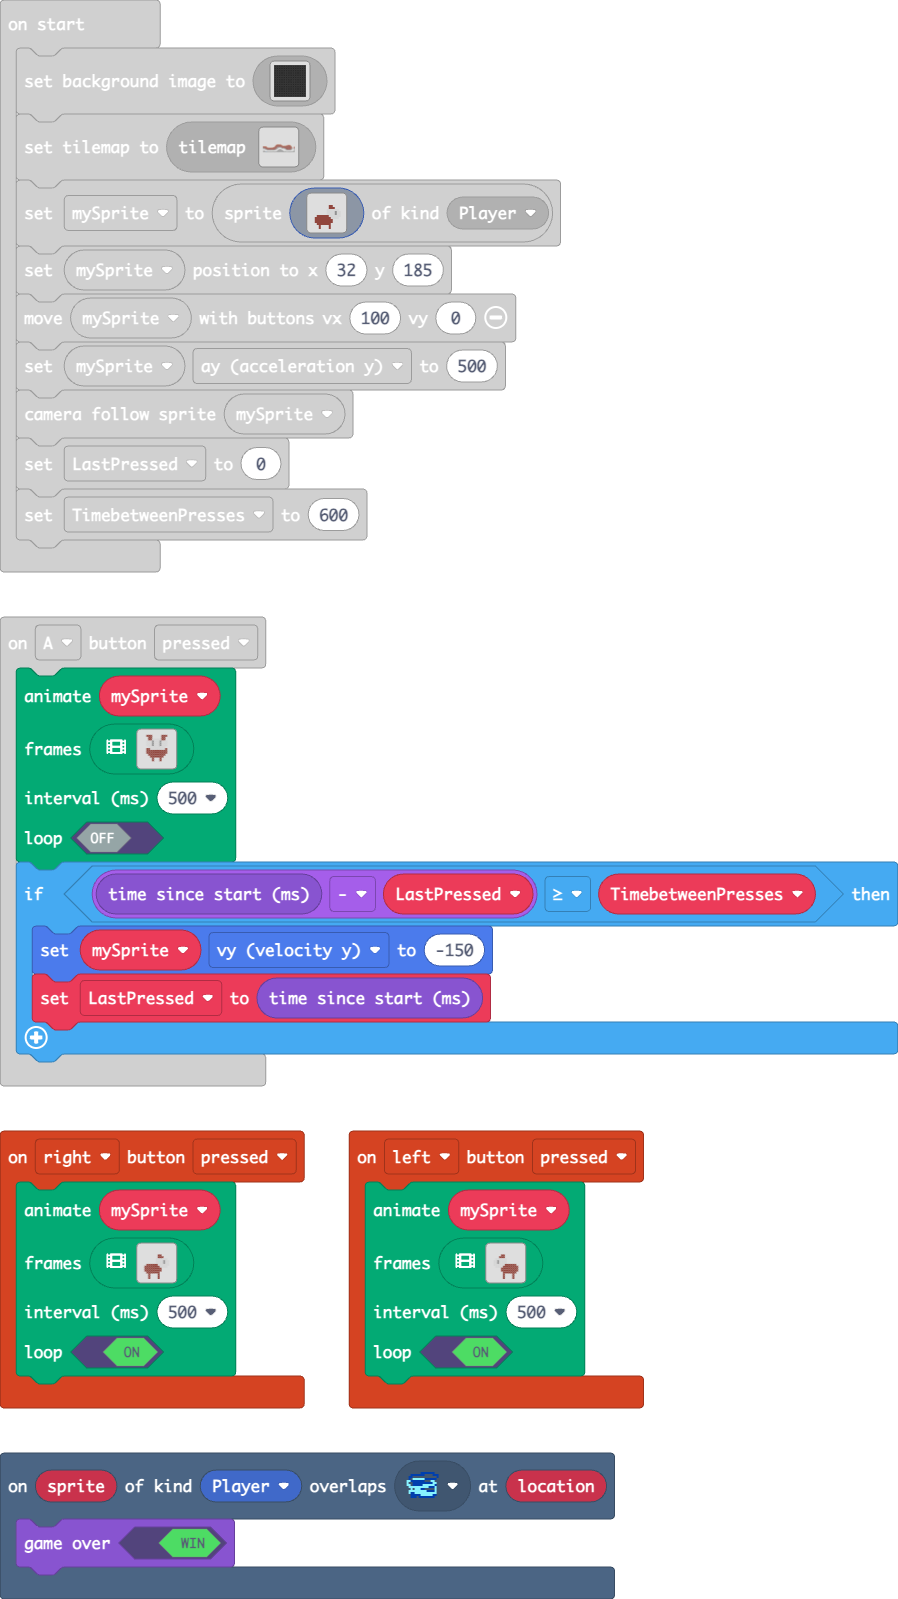 on start
set background image to
set tilemap to tilemap
set mySprite to sprite of kind Player
set mySprite position to x 32 y 185
move mySprite with buttons vx 100 vy 0
set mySprite ay (acceleration y) to 500
camera follow sprite mySprite
set LastPressed to 0
set TimebetweenPresses to 600
on A button pressed
animate mySprite
frames
interval (ms) 500
loop OFF
if time since start (ms) - LastPressed ≥ TimebetweenPresses then
set mySprite vy (velocity y) to -150
set LastPressed to time since start (ms)
on right button pressed
animate mySprite
frames
interval (ms) 500
loop ON
on left button pressed
animate mySprite
frames
interval (ms) 500
loop ON
on sprite of kind Player overlaps at location
game over WIN